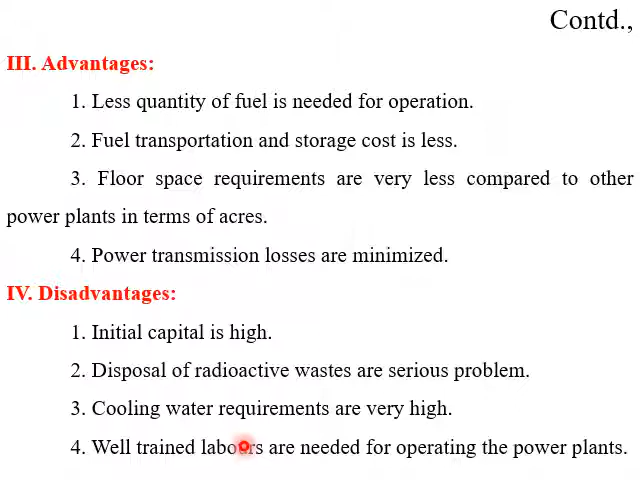 Contd.,
III. Advantages:
1. Less quantity of fuel is needed for operation.
2. Fuel transportation and storage cost is less.
3. Floor space requirements are very less compared to other
power plants in terms of acres.
4. Power transmission losses are minimized.
IV. Disadvantages:
1. Initial capital is high.
2. Disposal of radioactive wastes are serious problem.
3. Cooling water requirements are very high.
4. Well trained labours are needed for operating the power plants.